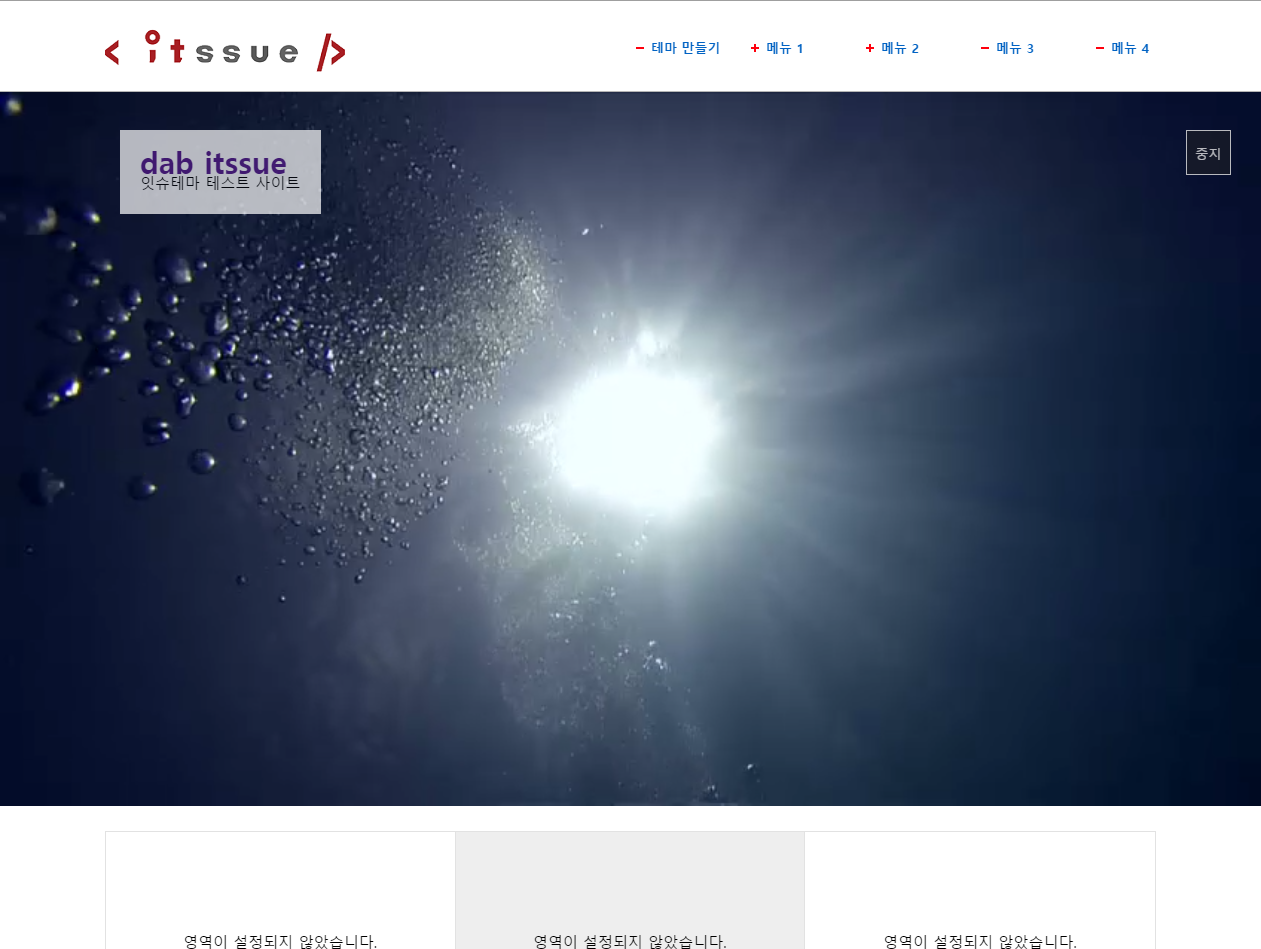 < itssue />
테마 만들기 메뉴 1 메뉴 2 메뉴 3 메뉴 4
dab itssue
잇슈테마 테스트 사이트
중지
영역이 설정되지 않았습니다. 영역이 설정되지 않았습니다. 영역이 설정되지 않았습니다.